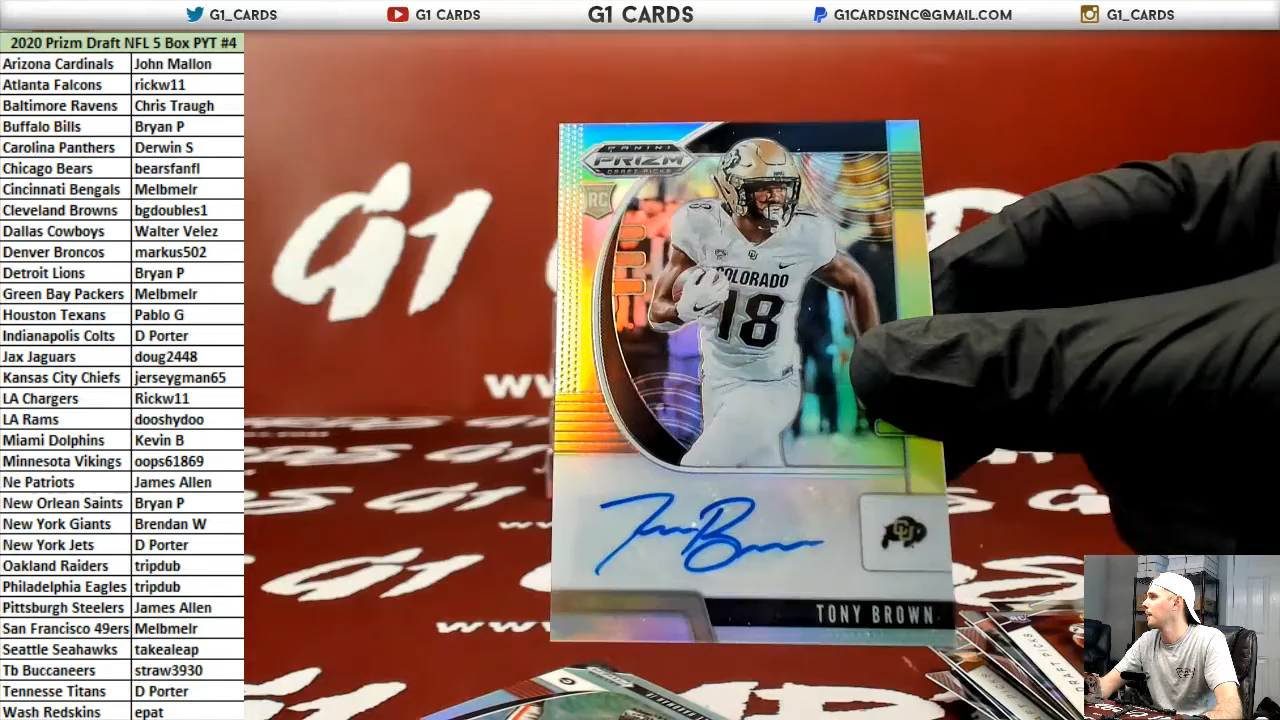 G1_CARDS
G1 CARDS
G1 CARDS
G1CARDSINC@GMAIL.COM
G1_CARDS
2020 Prizm Draft NFL 5 Box PYT #4
Arizona Cardinals John Mallon
Atlanta Falcons rickw11
Baltimore Ravens Chris Traugh
Buffalo Bills Bryan P
Carolina Panthers Derwin S
Chicago Bears bearsfanfl
Cincinnati Bengals Melbmelr
Cleveland Browns bgdoubles1
Dallas Cowboys Walter Velez
Denver Broncos markus502
Detroit Lions Bryan P
Green Bay Packers Melbmelr
Houston Texans Pablo G
Indianapolis Colts D Porter
Jax Jaguars doug2448
Kansas City Chiefs jerseygman65
LA Chargers Rickw11
LA Rams dooshydoo
Miami Dolphins Kevin B
Minnesota Vikings oops61869
Ne Patriots James Allen
New Orlean Saints Bryan P
New York Giants Brendan W
New York Jets D Porter
Oakland Raiders tripdub
Philadelphia Eagles tripdub
Pittsburgh Steelers James Allen
San Francisco 49ers Melbmelr
Seattle Seahawks takealeap
Tb Buccaneers straw3930
Tennesse Titans D Porter
Wash Redskins epat
G1
www
PANINI
PRIZM
DRAFT PICKS
RC
COLORADO
18
CU
TONY BROWN
DRAFT PICKS